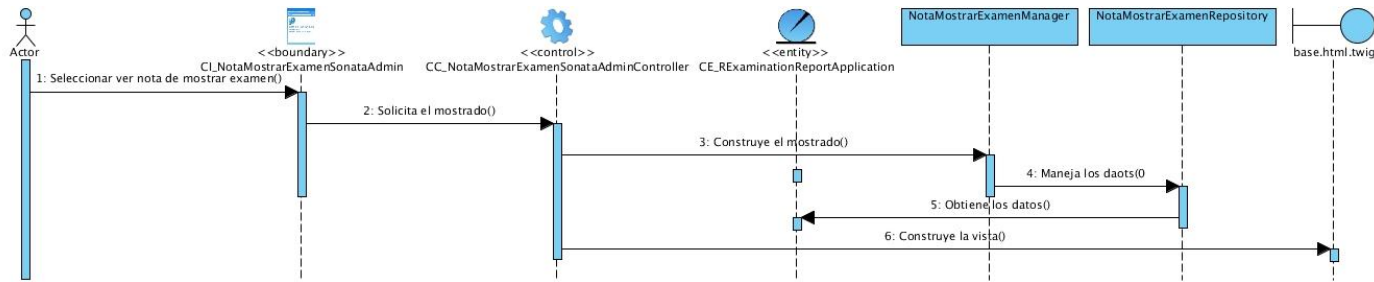 NotaMostrarExamenManager
NotaMostrarExamenRepository
Actor
<<boundary>>
<<control>>
<<entity>>
base.html.twig
CI_NotaMostrarExamenSonataAdmin
CC_NotaMostrarExamenSonataAdminController
CE_RExaminationReportApplication
1: Seleccionar ver nota de mostrar examen()
2: Solicita el mostrado()
3: Construye el mostrado()
4: Maneja los daots(0
5: Obtiene los datos()
6: Construye la vista()